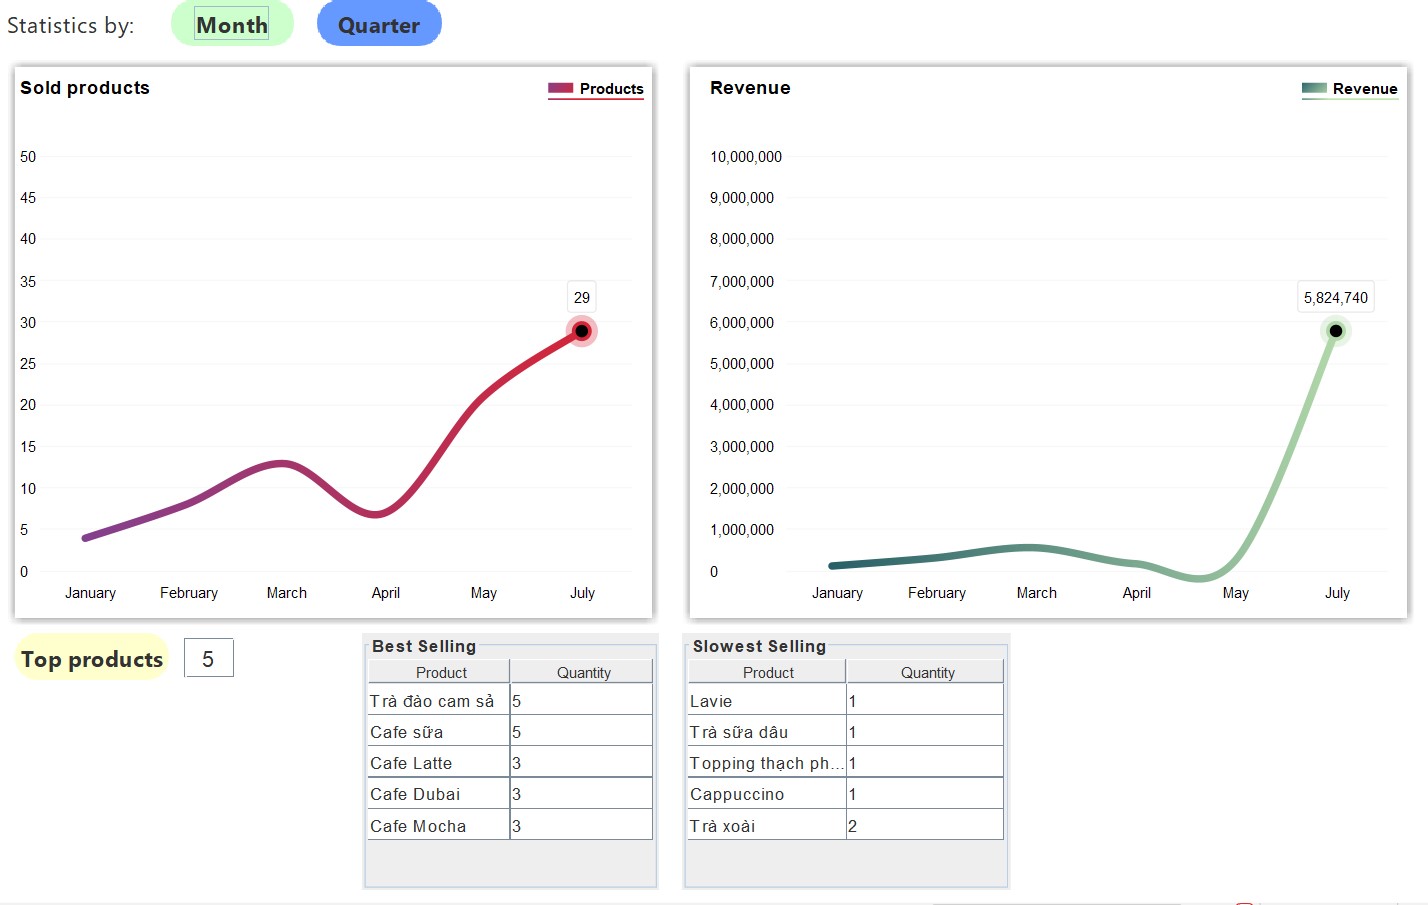 Statistics by: Month Quarter
Sold products
Products
50
45
40
35
30
25
20
15
10
5
0
29
January February March April May July
Revenue
Revenue
10,000,000
9,000,000
8,000,000
7,000,000
6,000,000
5,000,000
4,000,000
3,000,000
2,000,000
1,000,000
0
5,824,740
January February March April May July
Top products 5
Best Selling
Product Quantity
Trà đào cam sả 5
Cafe sữa 5
Cafe Latte 3
Cafe Dubai 3
Cafe Mocha 3
Slowest Selling
Product Quantity
Lavie 1
Trà sữa dâu 1
Topping thạch ph... 1
Cappuccino 1
Trà xoài 2